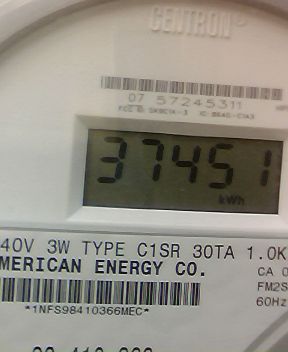 CENTRON®
07 57245311
37451
kWh
40V 3W TYPE C1SR 30TA 1.0K
MERICAN ENERGY CO.
CA 0
FM2S
60Hz
*1NFS98410366MEC*